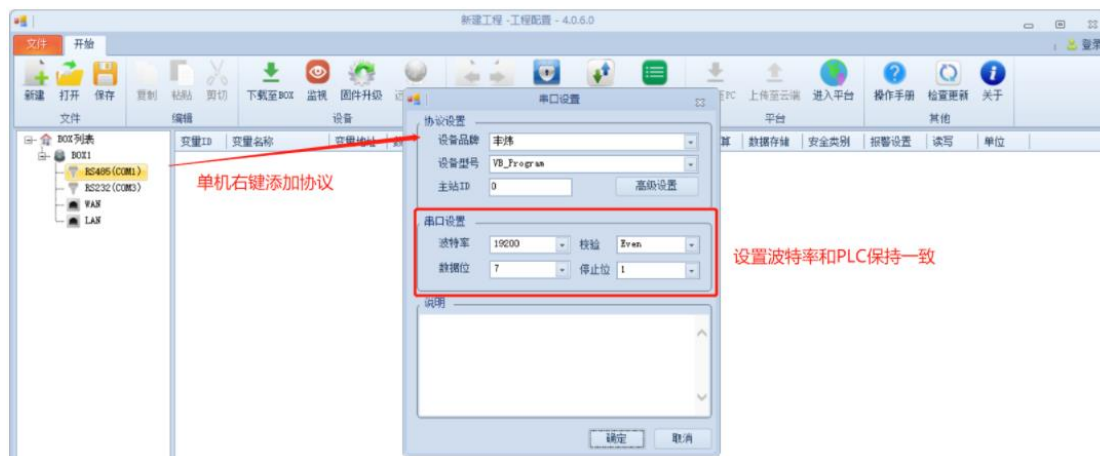 新建工程 -工程配置 - 4.0.6.0
文件 开始 登录
新建 打开 保存 复制 粘贴 剪切 下载至BOX 监视 固件升级 至PC 上传至云端 进入平台 操作手册 检查更新 关于
文件 编辑 设备 平台 其他
串口设置
BOX列表
BOX1
RS485(COM1)
RS232(COM3)
WAN
LAN
变量ID 变量名称 变量地址 算 数据存储 安全类别 报警设置 读写 单位
单机右键添加协议
协议设置
设备品牌 丰炜
设备型号 VB_Program
主站ID 0 高级设置
串口设置
波特率 19200 校验 Even
数据位 7 停止位 1
设置波特率和PLC保持一致
说明
确定 取消